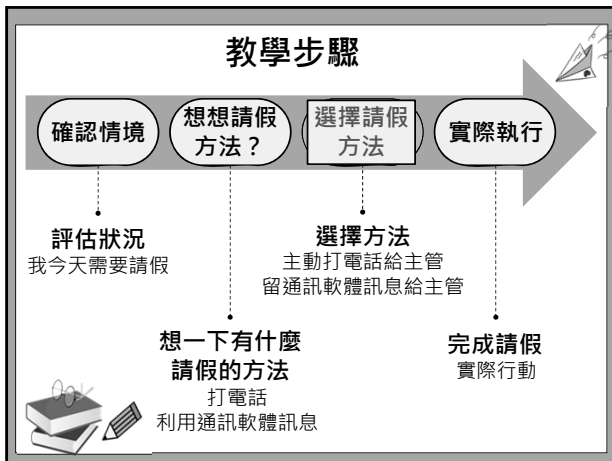 教學步驟
確認情境
想想請假
方法？
選擇請假
方法
實際執行
評估狀況
我今天需要請假
想一下有什麼
請假的方法
打電話
利用通訊軟體訊息
選擇方法
主動打電話給主管
留通訊軟體訊息給主管
完成請假
實際行動